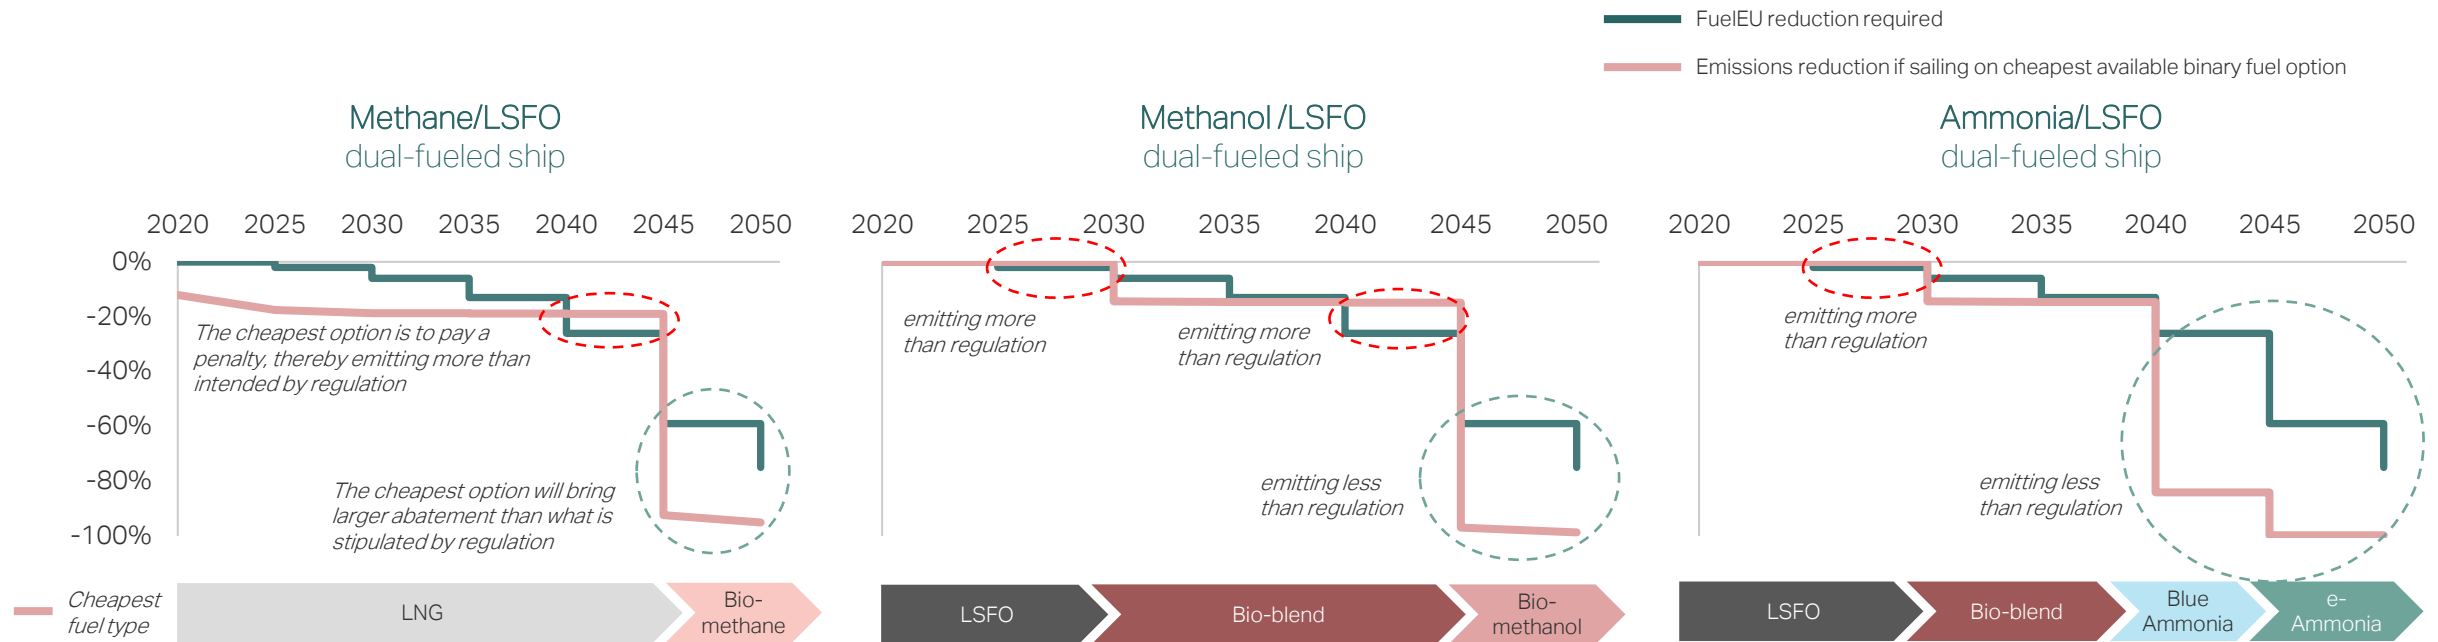 FuelEU reduction required
Emissions reduction if sailing on cheapest available binary fuel option
Methane/LSFO
dual-fueled ship
2020 2025 2030 2035 2040 2045 2050
0%
-20%
-40%
-60%
-80%
-100%
The cheapest option is to pay a
penalty, thereby emitting more than
intended by regulation
The cheapest option will bring
larger abatement than what is
stipulated by regulation
Methanol /LSFO
dual-fueled ship
2020 2025 2030 2035 2040 2045 2050
emitting more
than regulation
emitting more
than regulation
emitting less
than regulation
Ammonia/LSFO
dual-fueled ship
2020 2025 2030 2035 2040 2045 2050
emitting more
than regulation
emitting less
than regulation
Cheapest
fuel type
LNG
Bio-
methane
LSFO
Bio-blend
Bio-
methanol
LSFO
Bio-blend
Blue
Ammonia
e-
Ammonia